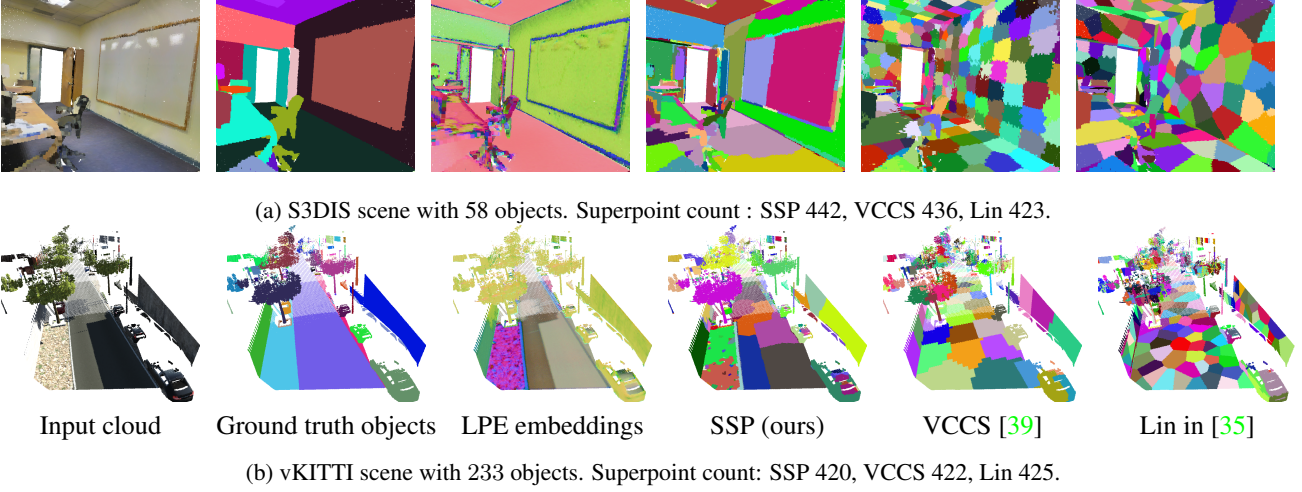 (a) S3DIS scene with 58 objects. Superpoint count : SSP 442, VCCS 436, Lin 423.
Input cloud Ground truth objects LPE embeddings SSP (ours) VCCS [39] Lin in [35]
(b) vKITTI scene with 233 objects. Superpoint count: SSP 420, VCCS 422, Lin 425.